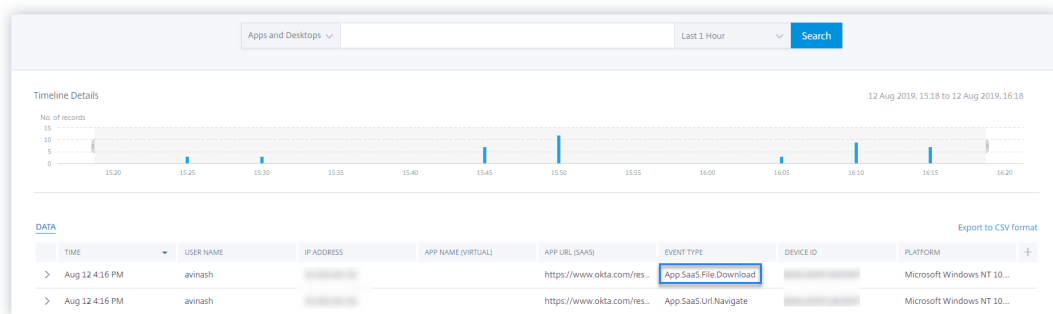 Apps and Desktops Last 1 Hour Search
Timeline Details 12 Aug 2019, 15:18 to 12 Aug 2019, 16:18
No. of records
15
10
5
0
15:20 15:25 15:30 15:35 15:40 15:45 15:50 15:55 16:00 16:05 16:10 16:15 16:20
DATA Export to CSV format
TIME USER NAME IP ADDRESS APP NAME (VIRTUAL) APP URL (SAAS) EVENT TYPE DEVICE ID PLATFORM +
> Aug 12 4:16 PM avinash https://www.okta.com/res... App.SaaS.File.Download Microsoft Windows NT 10....
> Aug 12 4:16 PM avinash https://www.okta.com/res... App.SaaS.Url.Navigate Microsoft Windows NT 10....